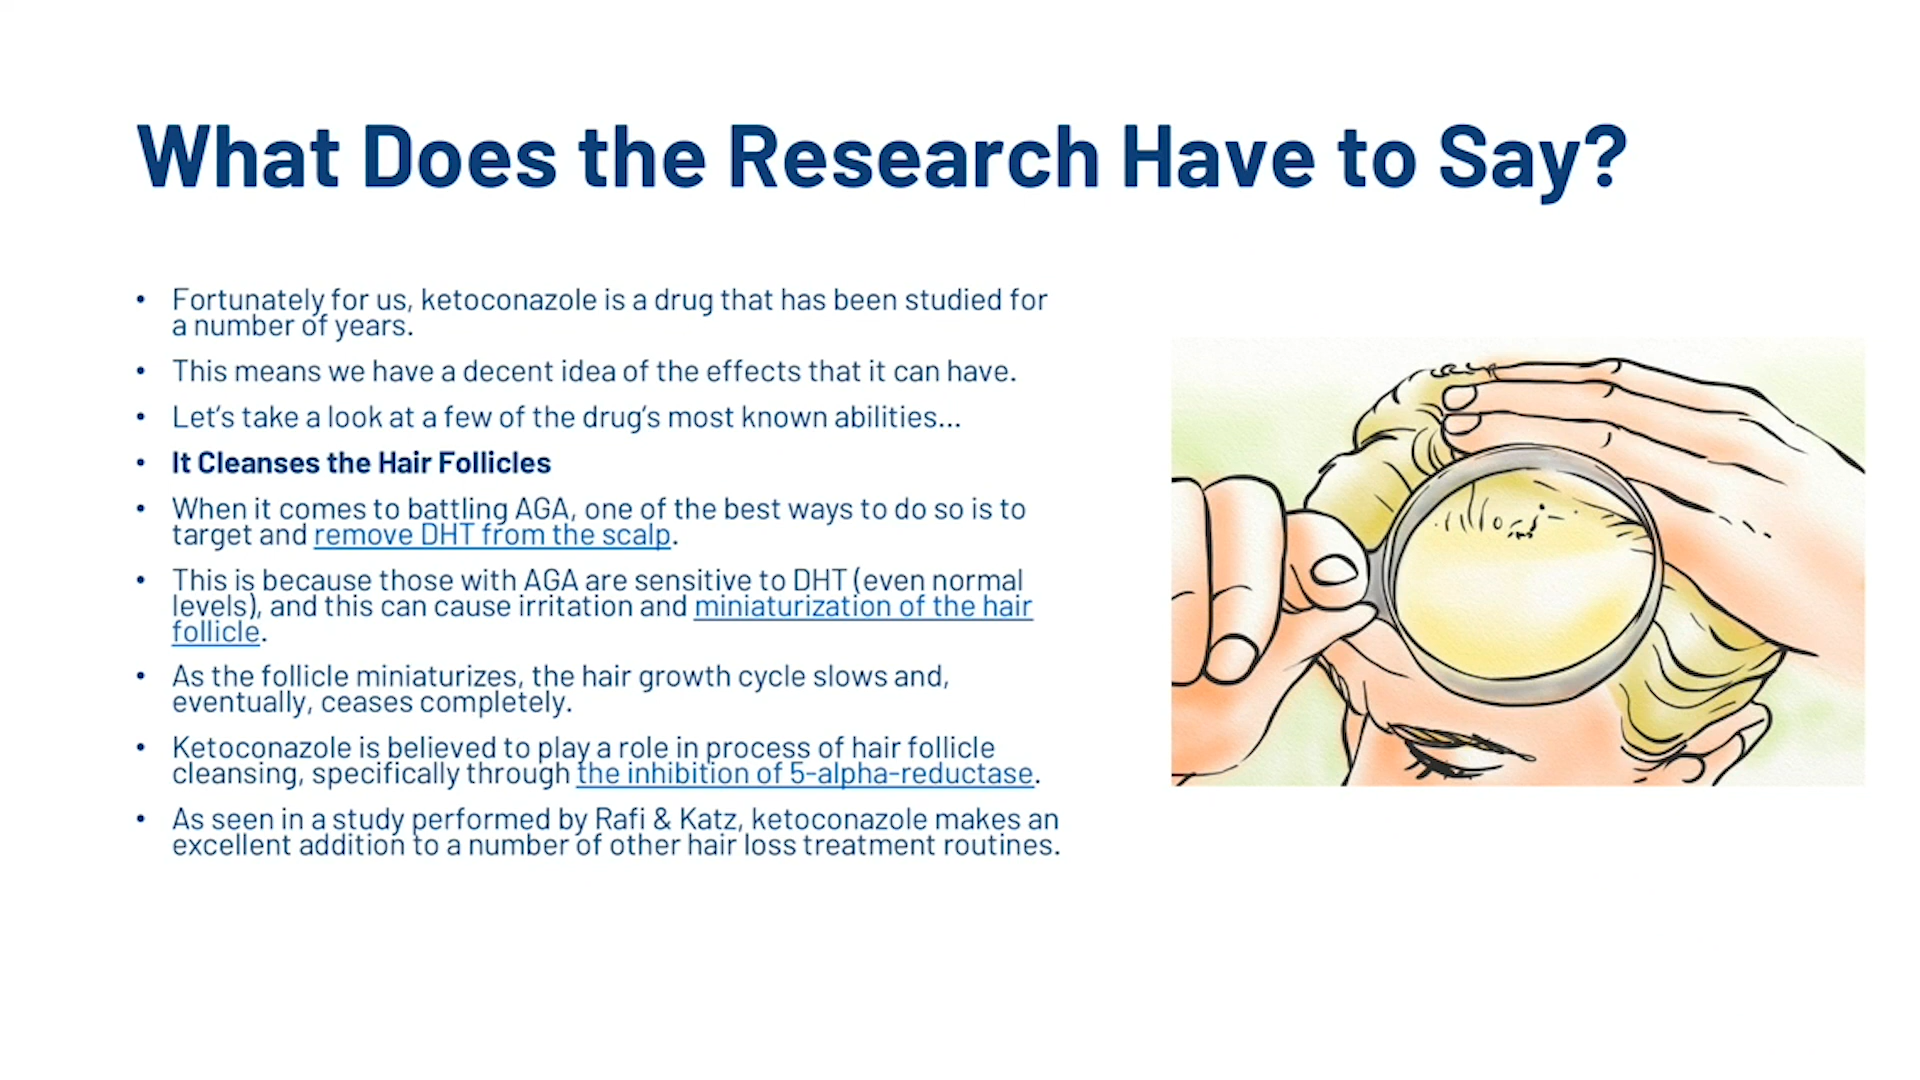 What Does the Research Have to Say?
• Fortunately for us, ketoconazole is a drug that has been studied for
a number of years.
• This means we have a decent idea of the effects that it can have.
• Let's take a look at a few of the drug's most known abilities...
• It Cleanses the Hair Follicles
• When it comes to battling AGA, one of the best ways to do so is to
target and remove DHT from the scalp.
• This is because those with AGA are sensitive to DHT (even normal
levels), and this can cause irritation and miniaturization of the hair
follicle.
• As the follicle miniaturizes, the hair growth cycle slows and,
eventually, ceases completely.
• Ketoconazole is believed to play a role in process of hair follicle
cleansing, specifically through the inhibition of 5-alpha-reductase.
• As seen in a study performed by Rafi & Katz, ketoconazole makes an
excellent addition to a number of other hair loss treatment routines.